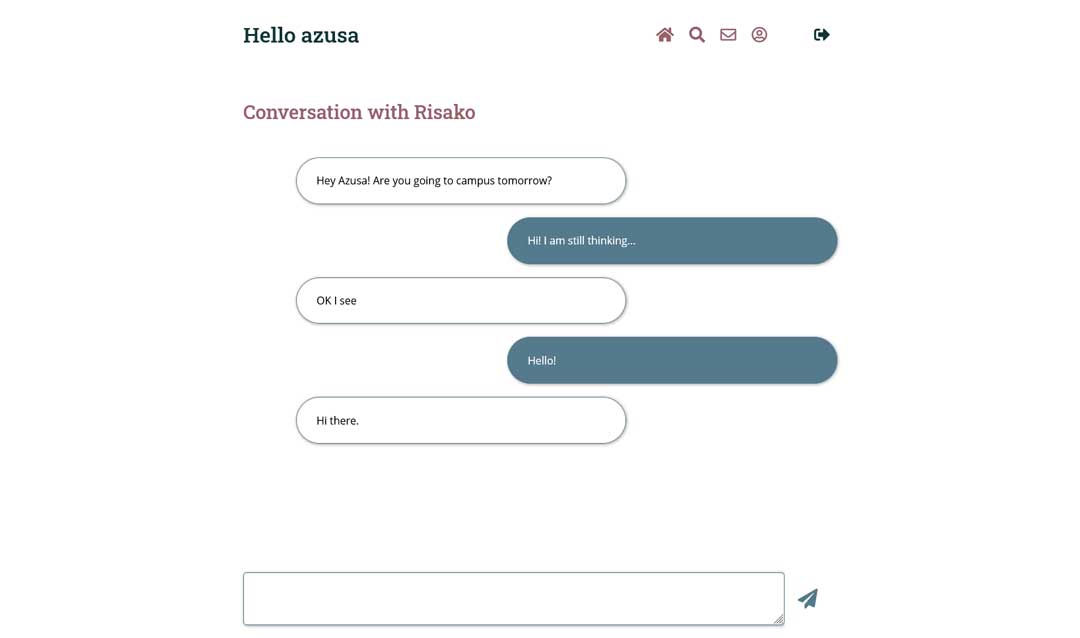 Hello azusa
Conversation with Risako
Hey Azusa! Are you going to campus tomorrow?
Hi! I am still thinking...
OK I see
Hello!
Hi there.